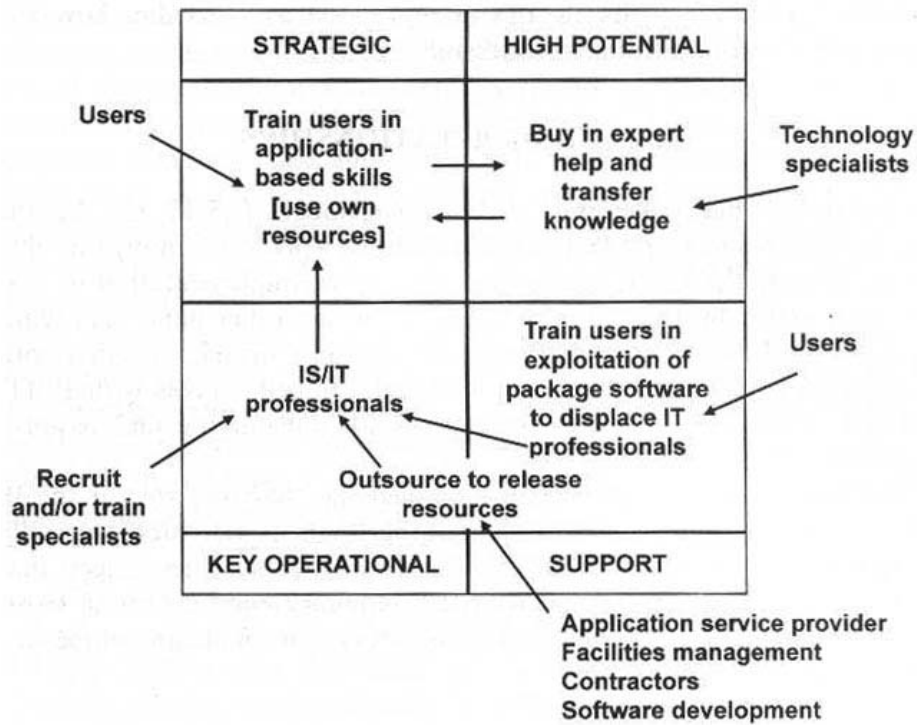 STRATEGIC
HIGH POTENTIAL
Users
Train users in
application-
based skills
[use own
resources]
Buy in expert
help and
transfer
knowledge
Technology
specialists
IS/IT
professionals
Train users in
exploitation of
package software
to displace IT
professionals
Users
Recruit
and/or train
specialists
Outsource to release
resources
KEY OPERATIONAL
SUPPORT
Application service provider
Facilities management
Contractors
Software development